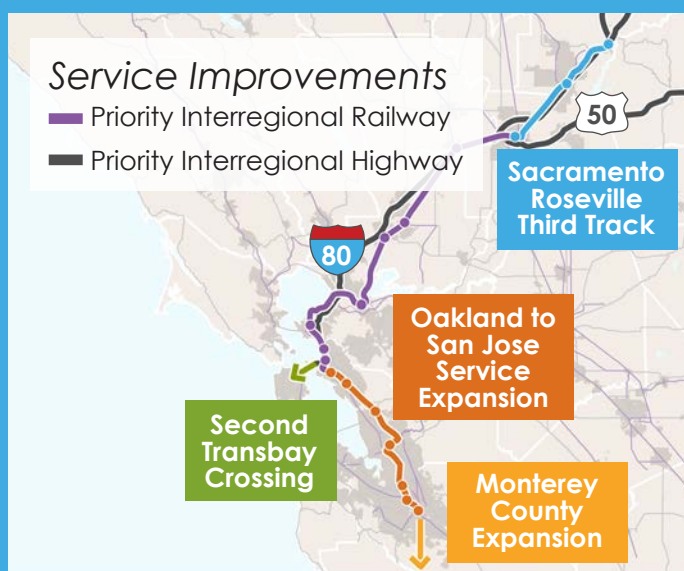 Service Improvements
Priority Interregional Railway
Priority Interregional Highway
50
Sacramento
Roseville
Third Track
80
Oakland to
San Jose
Service
Expansion
Second
Transbay
Crossing
Monterey
County
Expansion